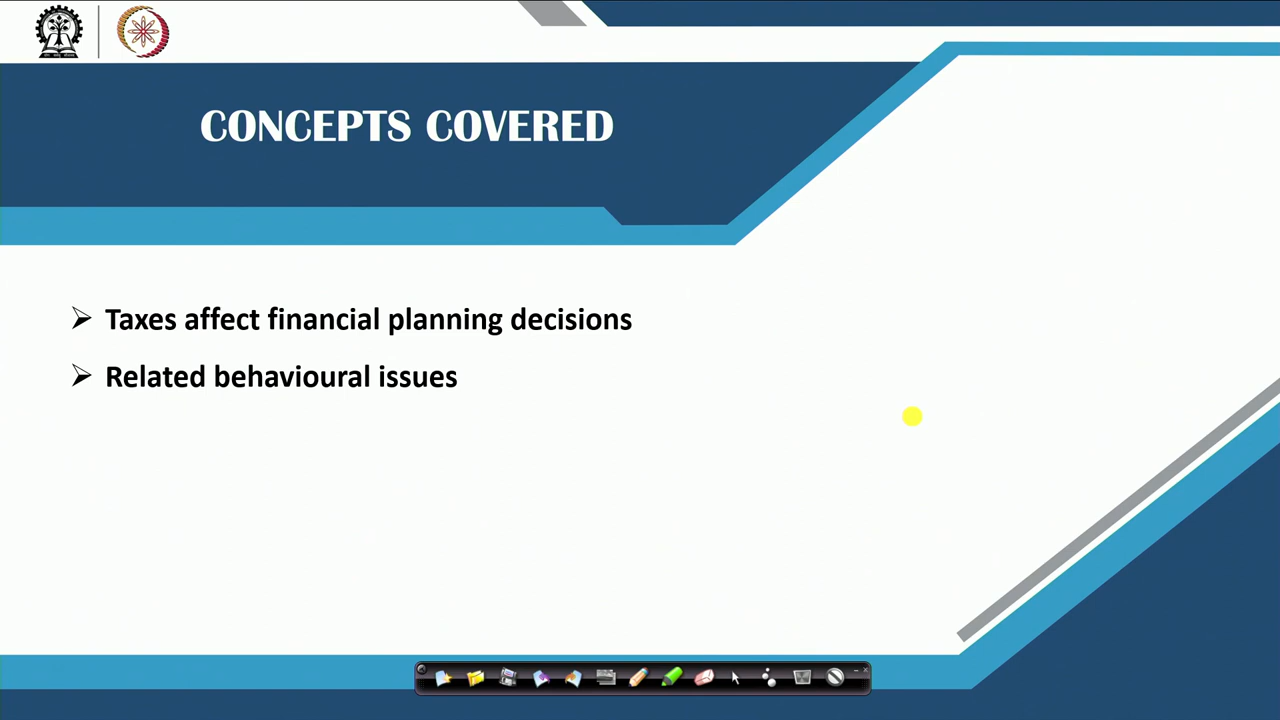 CONCEPTS COVERED
Taxes affect financial planning decisions
Related behavioural issues